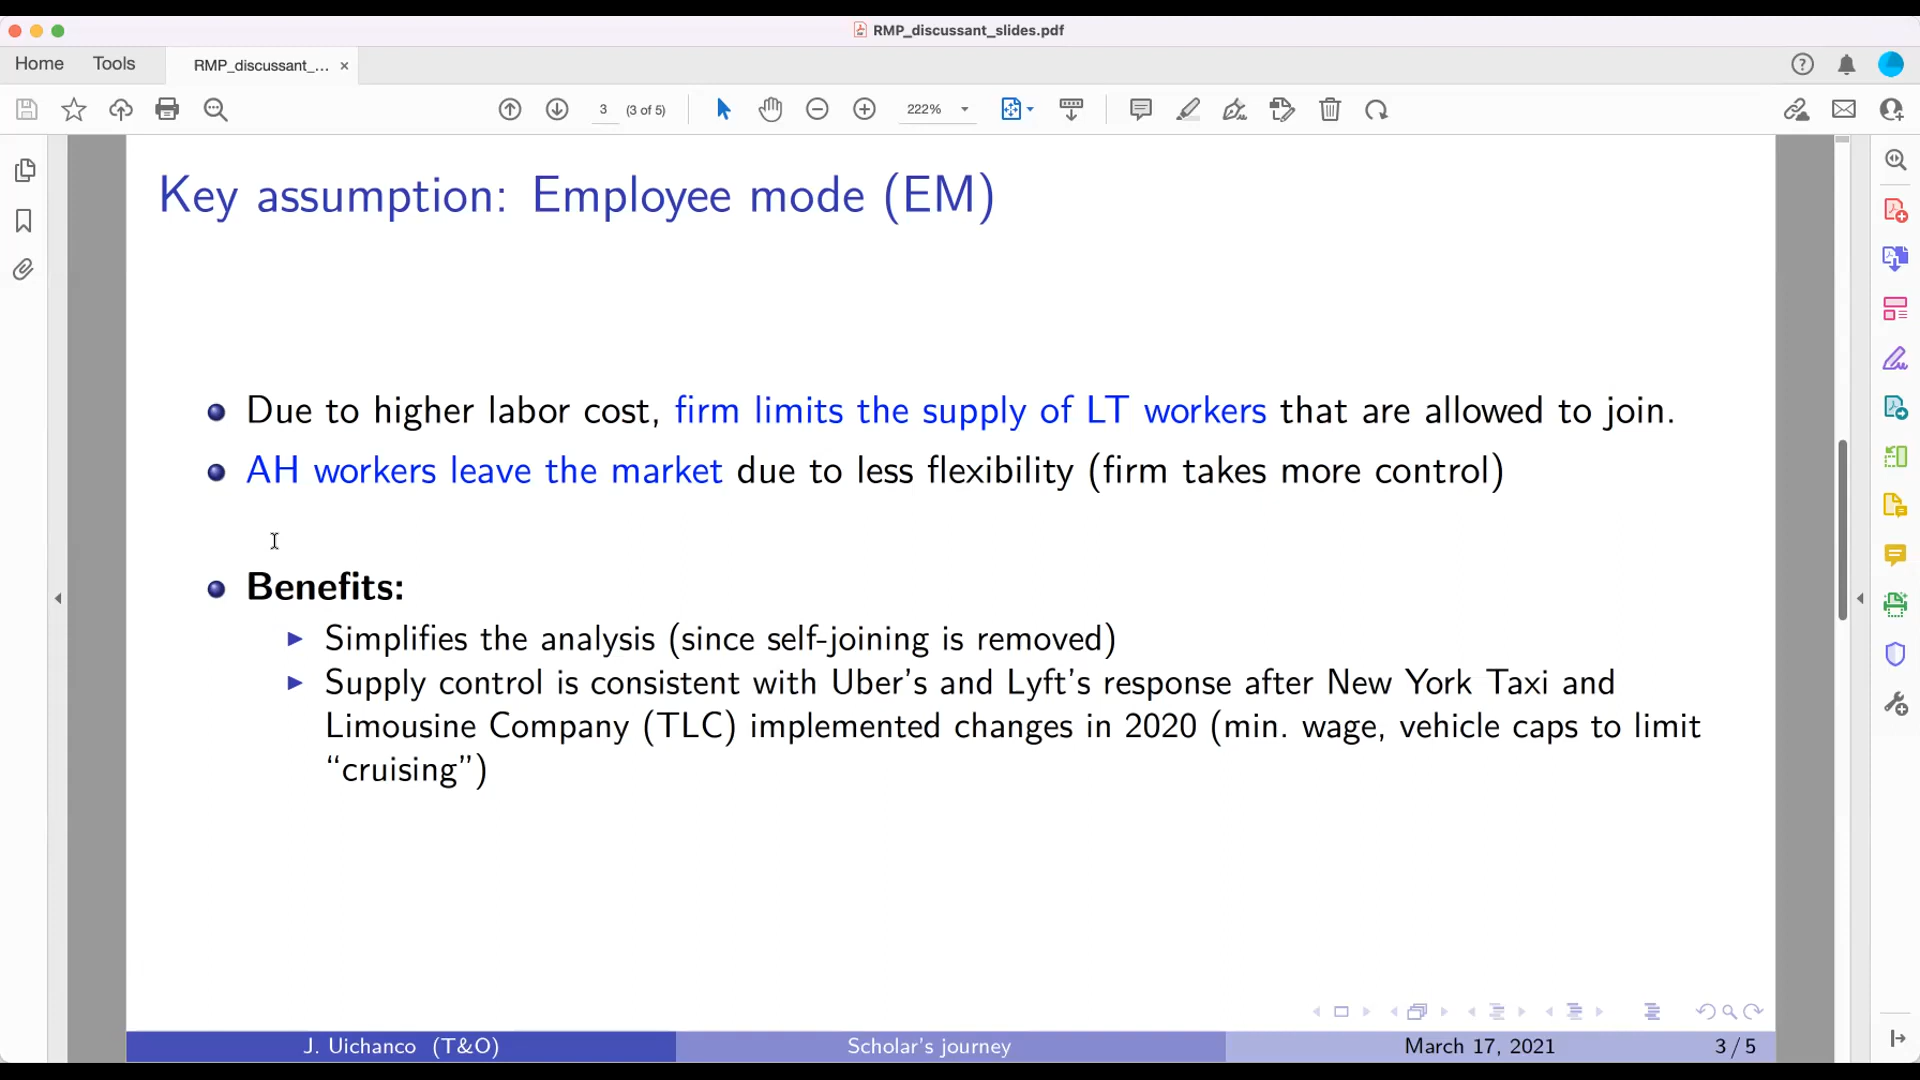 RMP_discussant_slides.pdf
Home
Tools
RMP_discussant_... ×
3 (3 of 5)
222%
Key assumption: Employee mode (EM)
Due to higher labor cost, firm limits the supply of LT workers that are allowed to join.
AH workers leave the market due to less flexibility (firm takes more control)
Benefits:
Simplifies the analysis (since self-joining is removed)
Supply control is consistent with Uber's and Lyft's response after New York Taxi and
Limousine Company (TLC) implemented changes in 2020 (min. wage, vehicle caps to limit
“cruising”)
J. Uichanco (T&O)
Scholar's journey
March 17, 2021
3 / 5